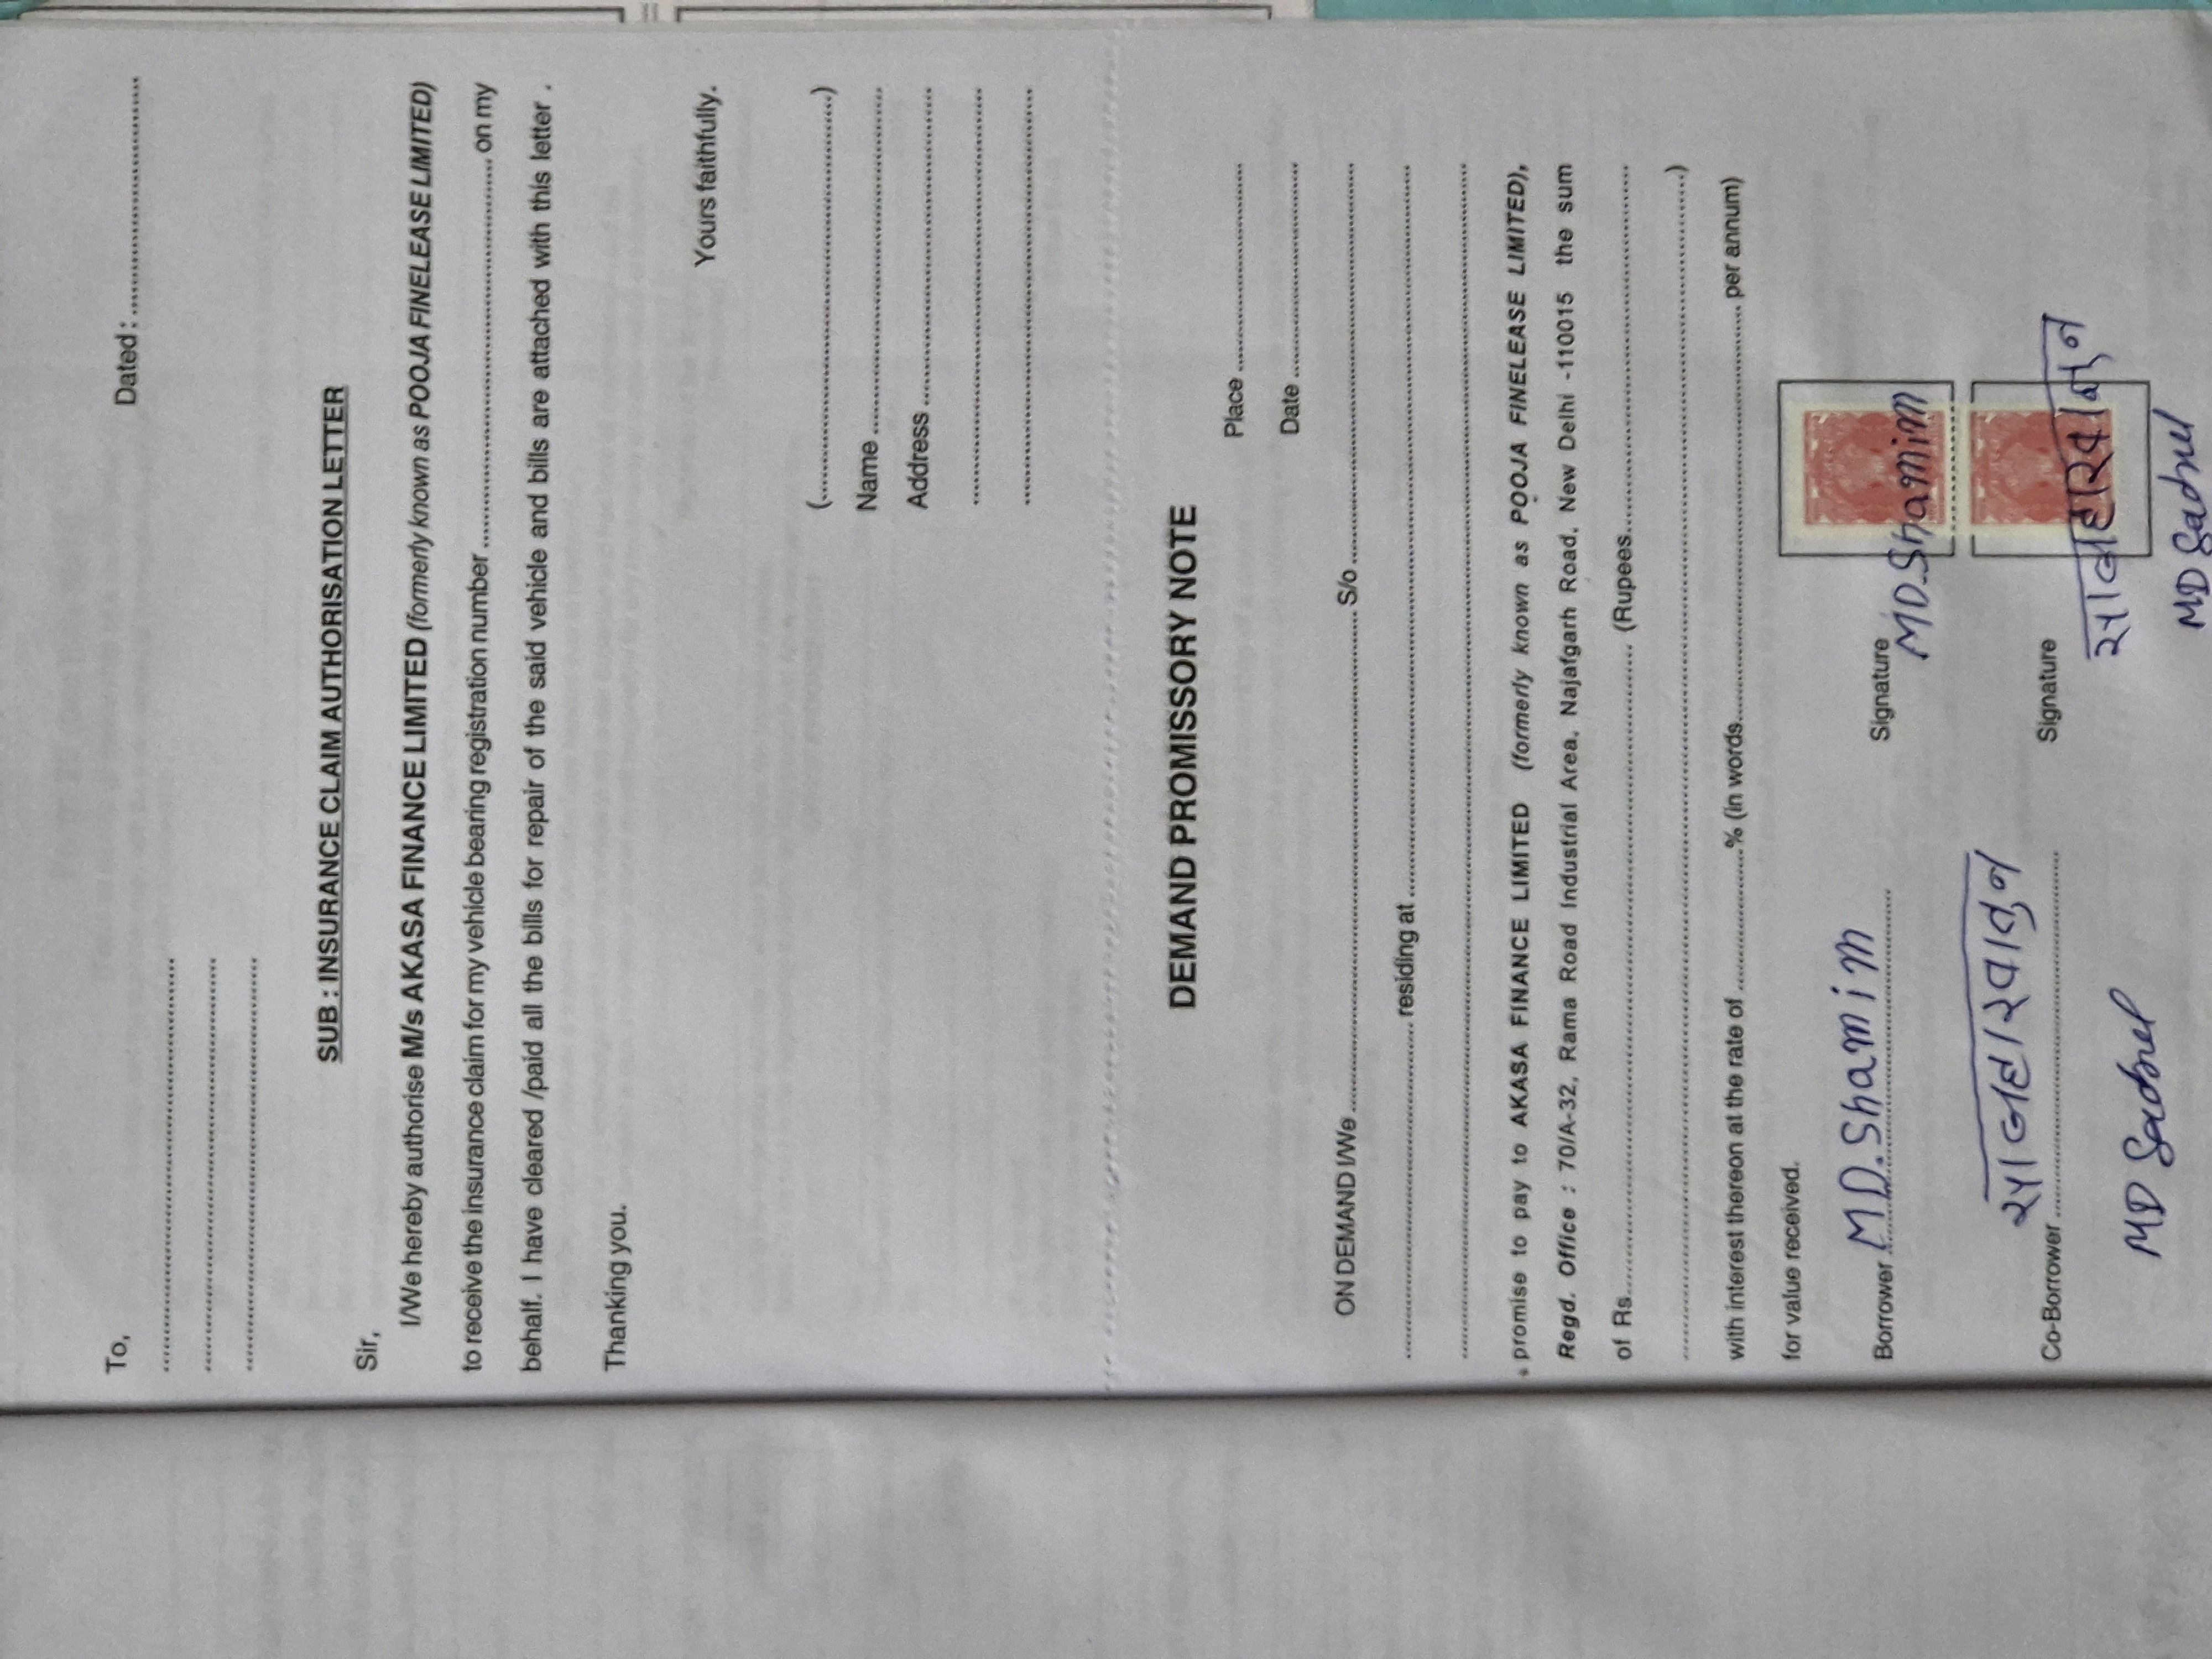 To,
Dated : ........................................
............................................................
............................................................
............................................................
SUB : INSURANCE CLAIM AUTHORISATION LETTER
Sir,
I/We hereby authorise M/s AKASA FINANCE LIMITED (formerly known as POOJA FINELEASE LIMITED)
to receive the insurance claim for my vehicle bearing registration number ........................................ on my
behalf. I have cleared /paid all the bills for repair of the said vehicle and bills are attached with this letter .
Thanking you.
Yours faithfully.
(............................................................)
Name ........................................
Address ........................................
............................................................
............................................................
DEMAND PROMISSORY NOTE
Place ..............................
Date ..............................
ON DEMAND I/We ............................................................ S/o ............................................................
........................................ residing at ............................................................
............................................................
promise to pay to AKASA FINANCE LIMITED (formerly known as POOJA FINELEASE LIMITED),
Regd. Office : 70/A-32, Rama Road Industrial Area, Najafgarh Road, New Delhi -110015 the sum
of Rs............................................................ (Rupees........................................
............................................................)
with interest thereon at the rate of ....................% (in words............................................................ per annum)
for value received.
Borrower MD.Shamim
Signature MD.Shamim
Co-Borrower साजहा खातुन
Signature साजहा खातुन
MD Sadrul
MD Sadrul